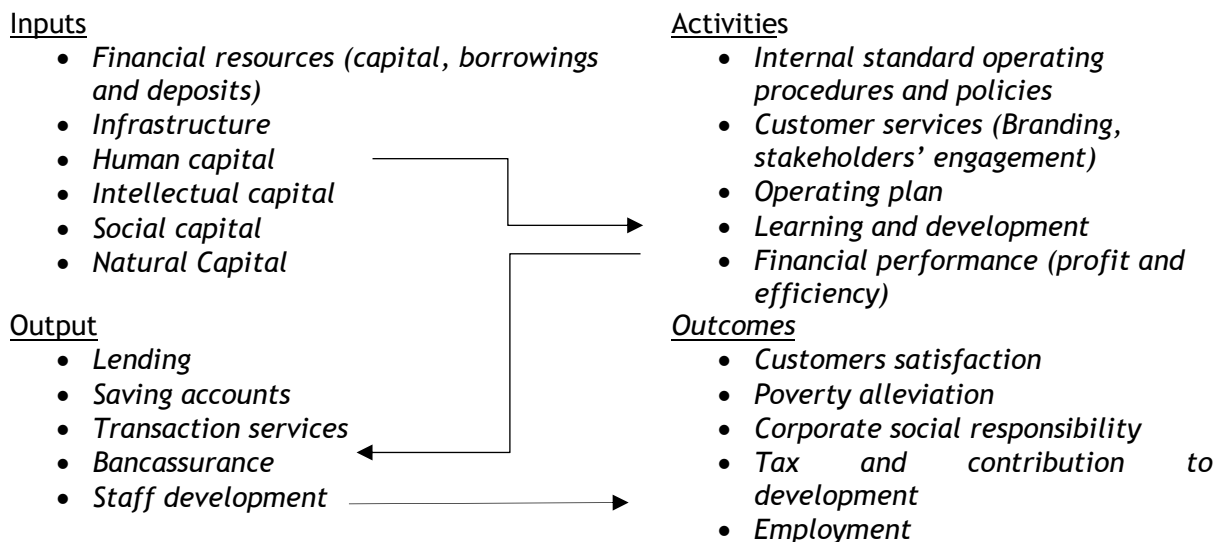 Inputs
• Financial resources (capital, borrowings
and deposits)
• Infrastructure
• Human capital
• Intellectual capital
• Social capital
• Natural Capital
Activities
• Internal standard operating
procedures and policies
• Customer services (Branding,
stakeholders’ engagement)
• Operating plan
• Learning and development
• Financial performance (profit and
efficiency)
Output
• Lending
• Saving accounts
• Transaction services
• Bancassurance
• Staff development
Outcomes
• Customers satisfaction
• Poverty alleviation
• Corporate social responsibility
• Tax and contribution to
development
• Employment